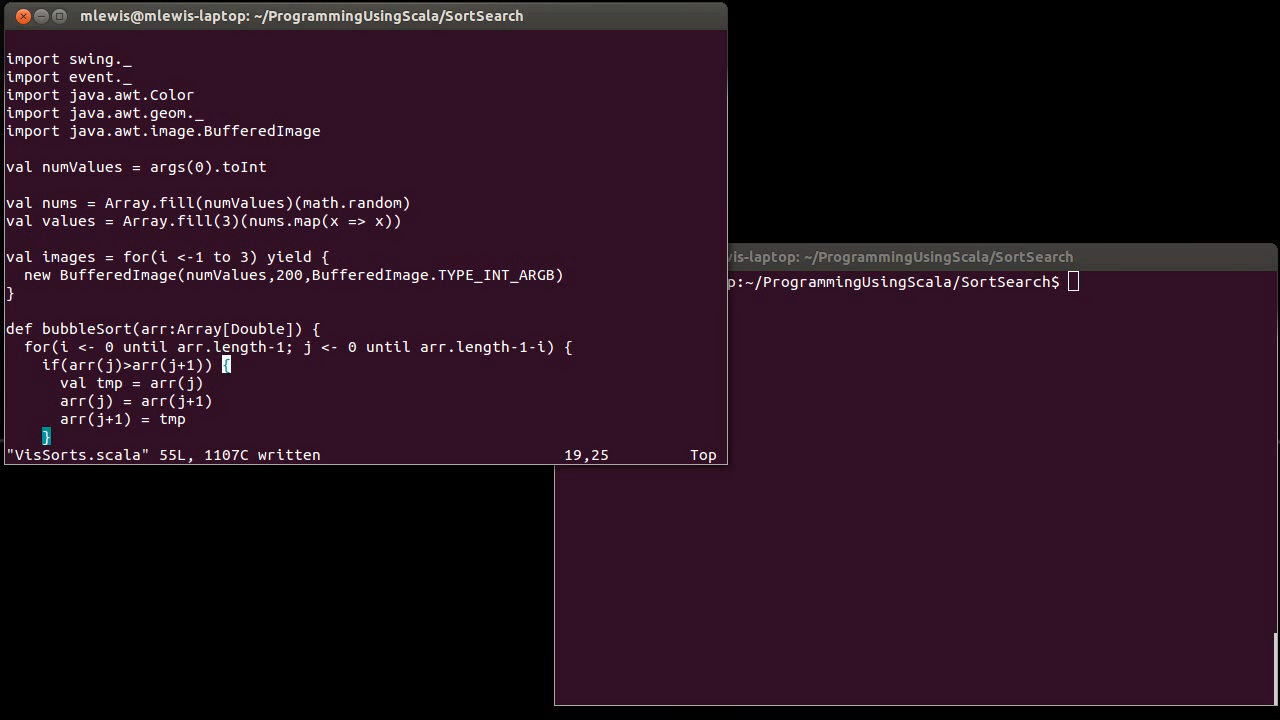 mlewis@mlewis-laptop: ~/ProgrammingUsingScala/SortSearch
import swing._
import event._
import java.awt.Color
import java.awt.geom._
import java.awt.image.BufferedImage
val numValues = args(0).toInt
val nums = Array.fill(numValues)(math.random)
val values = Array.fill(3)(nums.map(x => x))
val images = for(i <-1 to 3) yield {
  new BufferedImage(numValues,200,BufferedImage.TYPE_INT_ARGB)
}
def bubbleSort(arr:Array[Double]) {
  for(i <- 0 until arr.length-1; j <- 0 until arr.length-1-i) {
    if(arr(j)>arr(j+1)) {
      val tmp = arr(j)
      arr(j) = arr(j+1)
      arr(j+1) = tmp
    }
"VisSorts.scala" 55L, 1107C written 19,25 Top
is-laptop: ~/ProgrammingUsingScala/SortSearch
p:~/ProgrammingUsingScala/SortSearch$